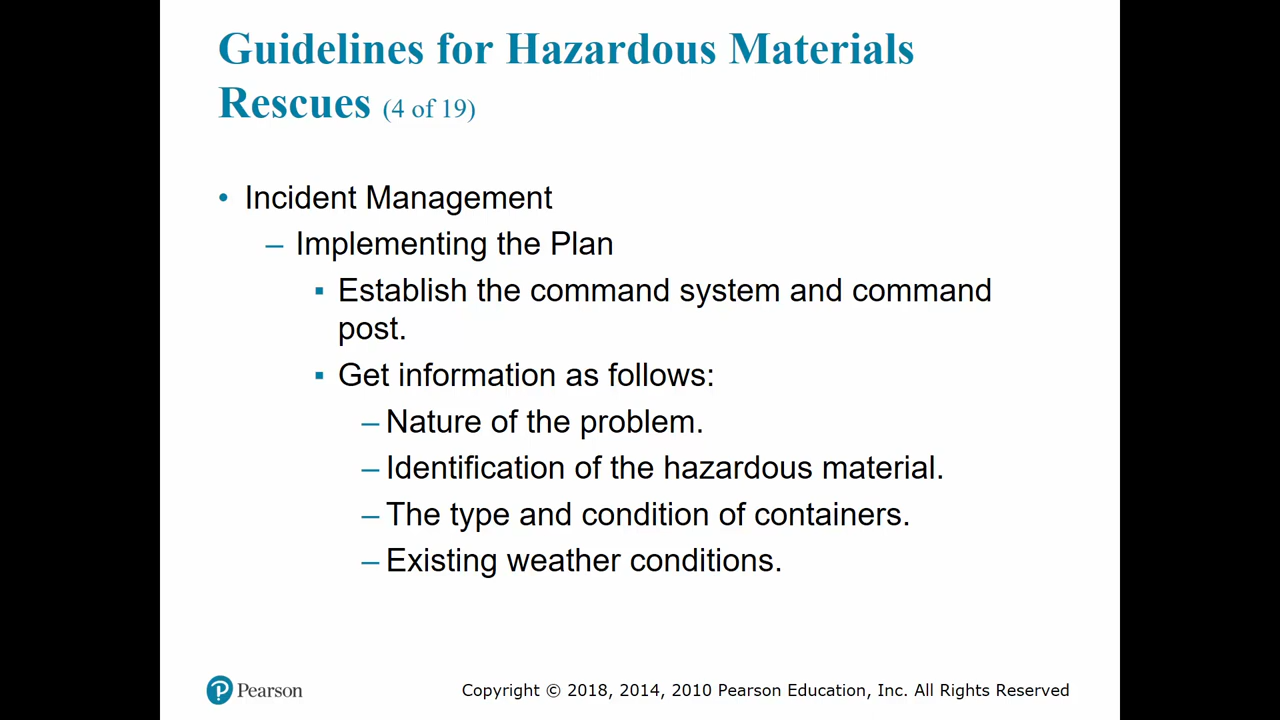 Guidelines for Hazardous Materials
Rescues (4 of 19)
• Incident Management
– Implementing the Plan
▪ Establish the command system and command
post.
▪ Get information as follows:
– Nature of the problem.
– Identification of the hazardous material.
– The type and condition of containers.
– Existing weather conditions.
P Pearson
Copyright © 2018, 2014, 2010 Pearson Education, Inc. All Rights Reserved